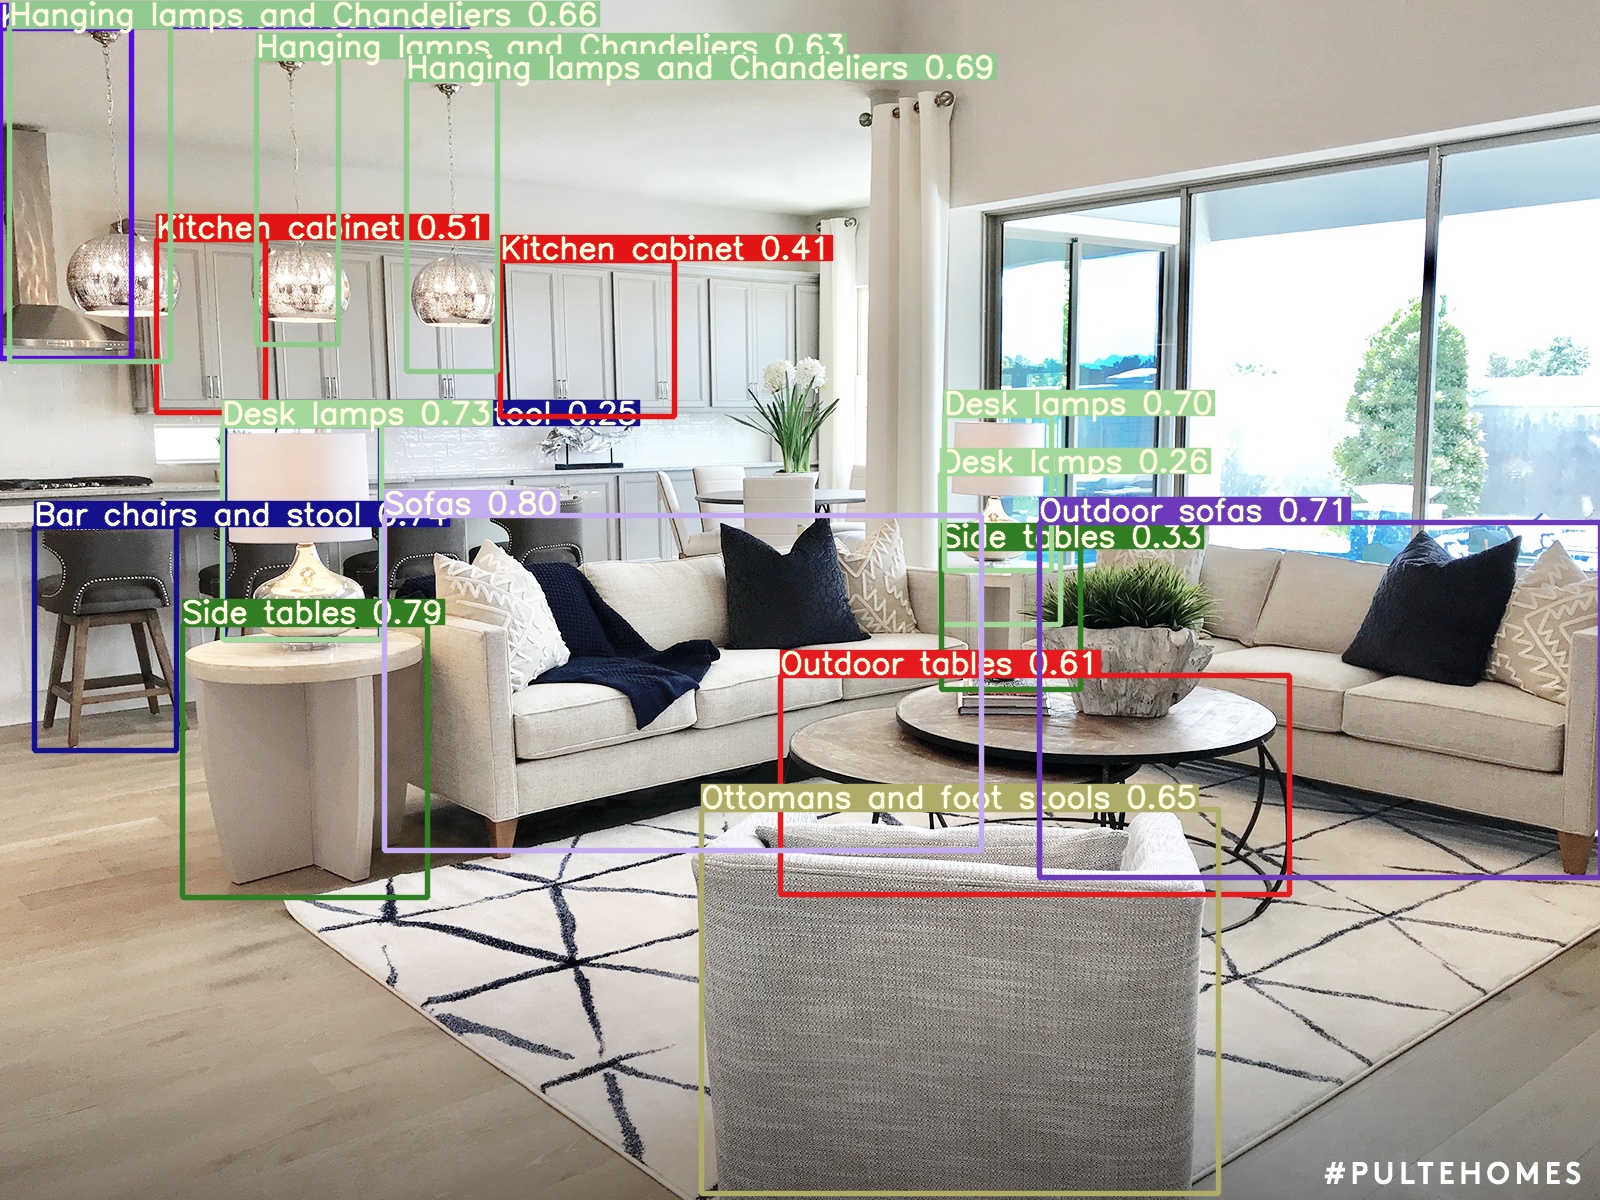 Hanging lamps and Chandeliers 0.66
Hanging lamps and Chandeliers 0.63
Hanging lamps and Chandeliers 0.69
Kitchen cabinet 0.51
Kitchen cabinet 0.41
Desk lamps 0.73
tool 0.25
Desk lamps 0.70
Desk lamps 0.26
Bar chairs and stool 0.74
Sofas 0.80
Outdoor sofas 0.71
Side tables 0.33
Side tables 0.79
Outdoor tables 0.61
Ottomans and foot stools 0.65
#PULTEHOMES